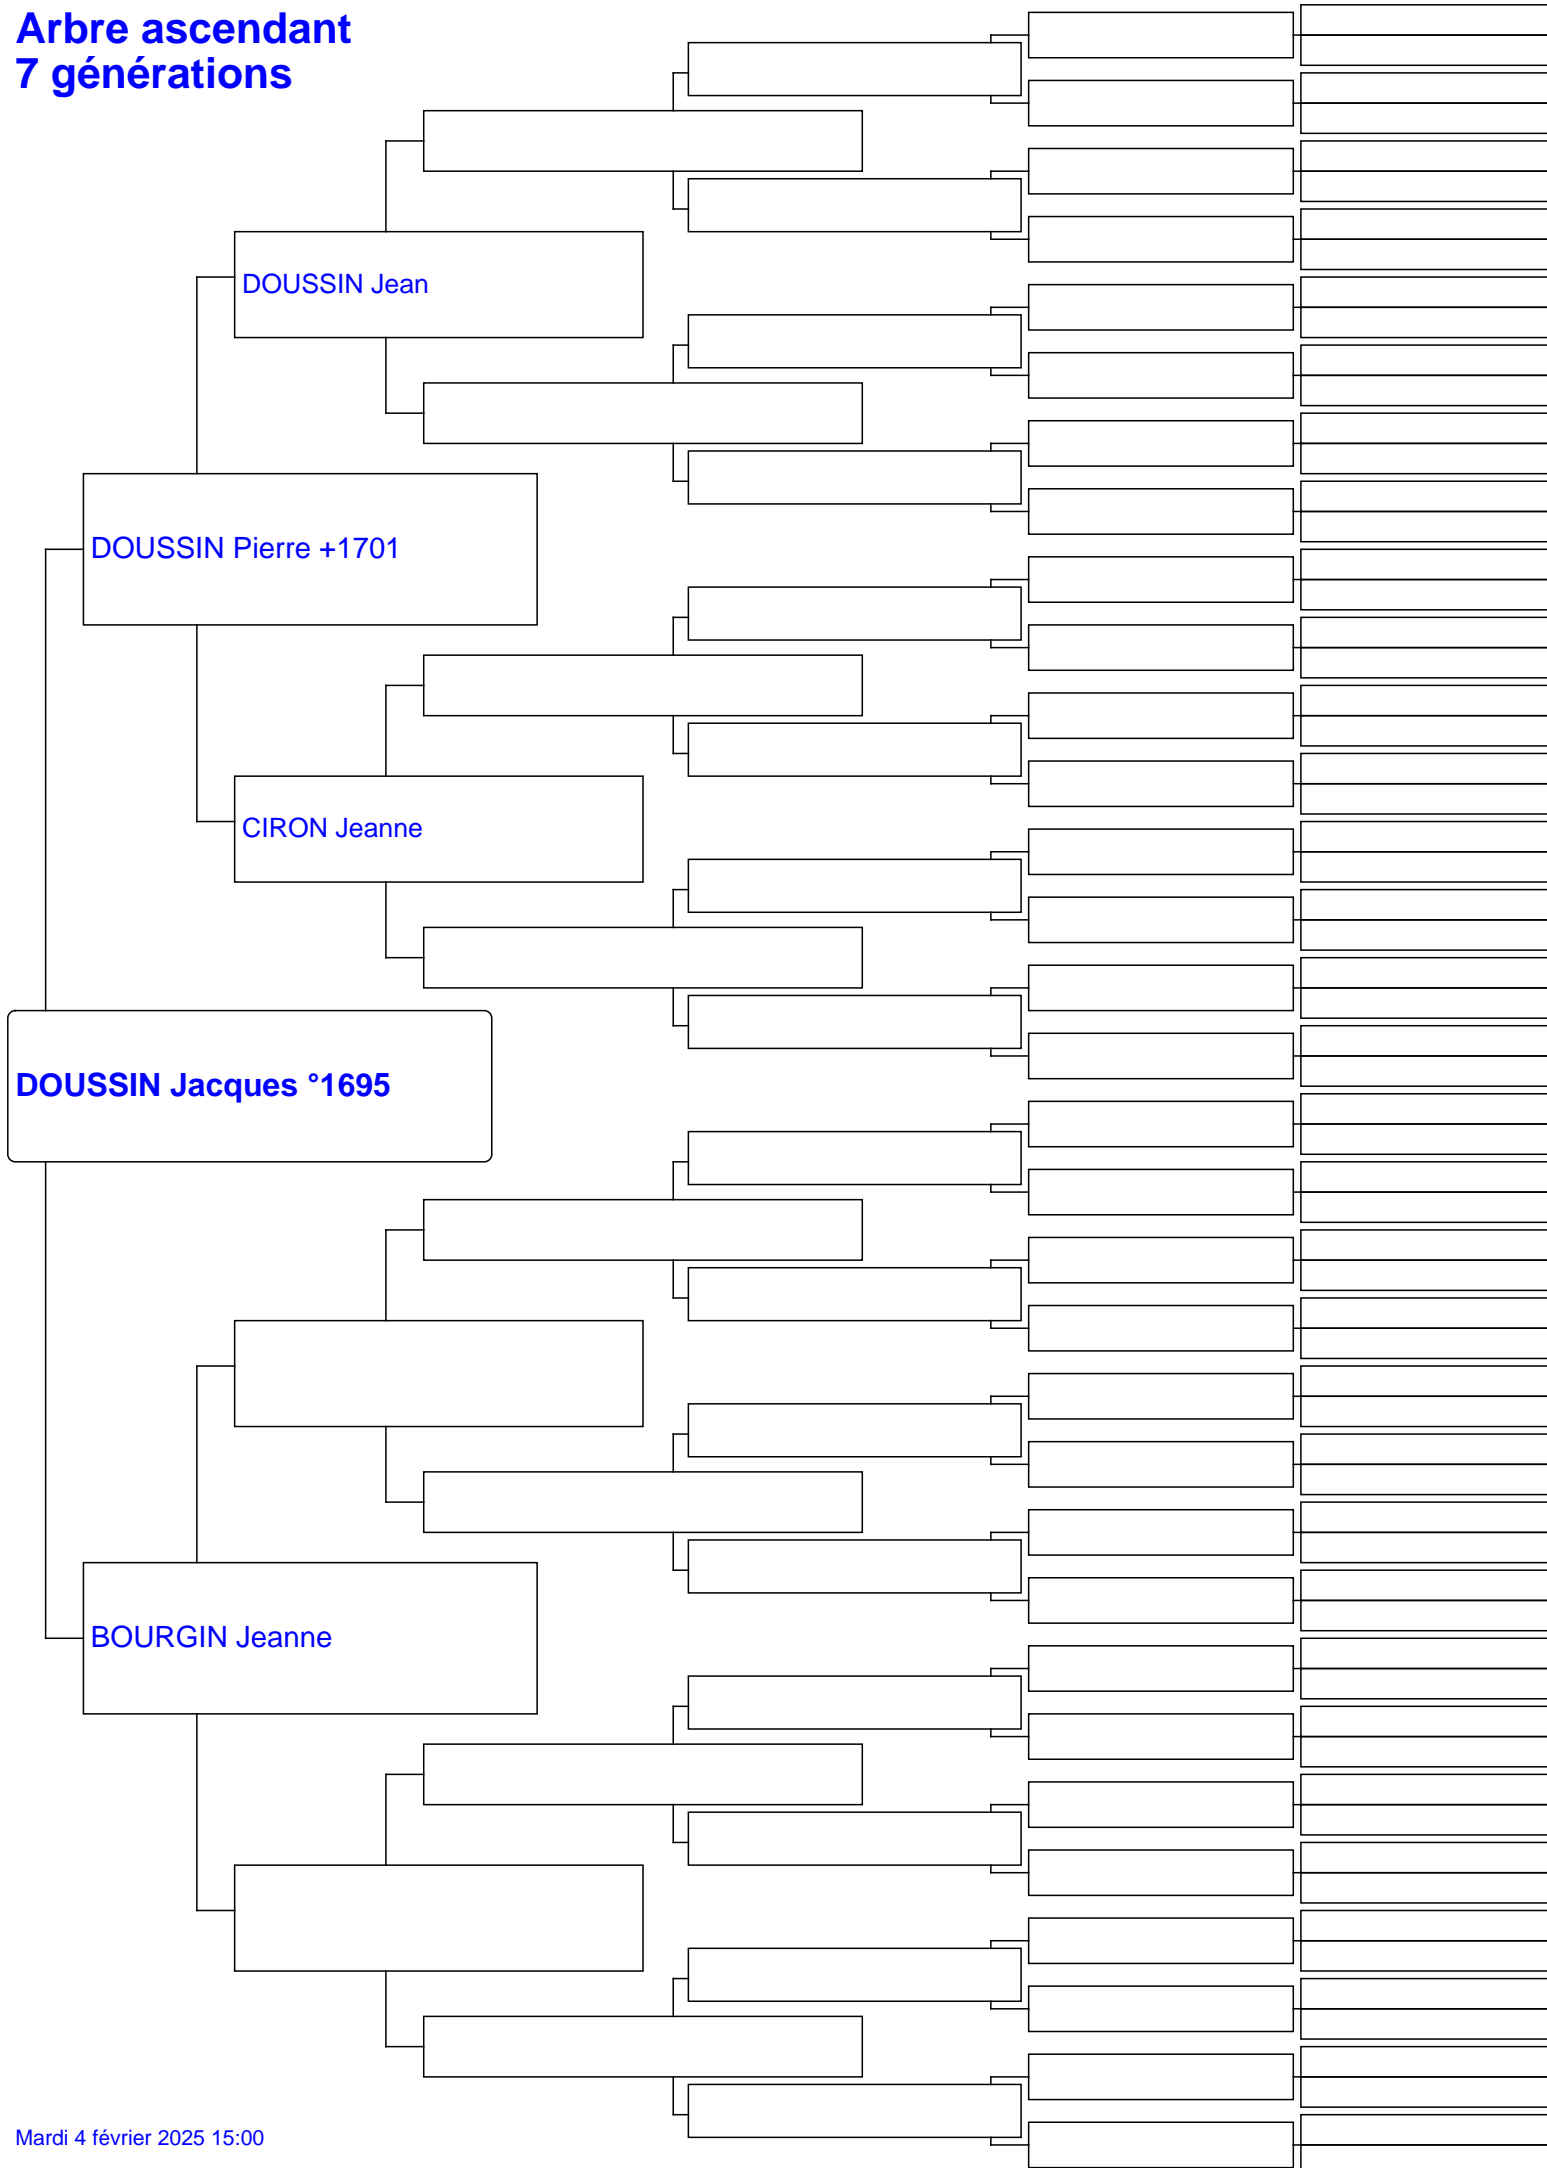 Arbre ascendant
7 générations
DOUSSIN Jean
DOUSSIN Pierre +1701
CIRON Jeanne
DOUSSIN Jacques °1695
BOURGIN Jeanne
Mardi 4 février 2025 15:00